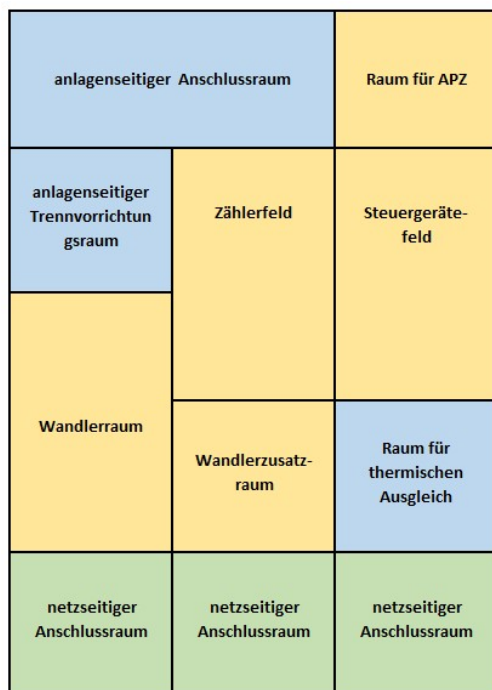 anlagenseitiger Anschlussraum
Raum für APZ
anlagenseitiger
Trennvorrichtun
gsraum
Zählerfeld
Steuergeräte-
feld
Wandlerraum
Wandlerzusatz-
raum
Raum für
thermischen
Ausgleich
netzseitiger
Anschlussraum
netzseitiger
Anschlussraum
netzseitiger
Anschlussraum